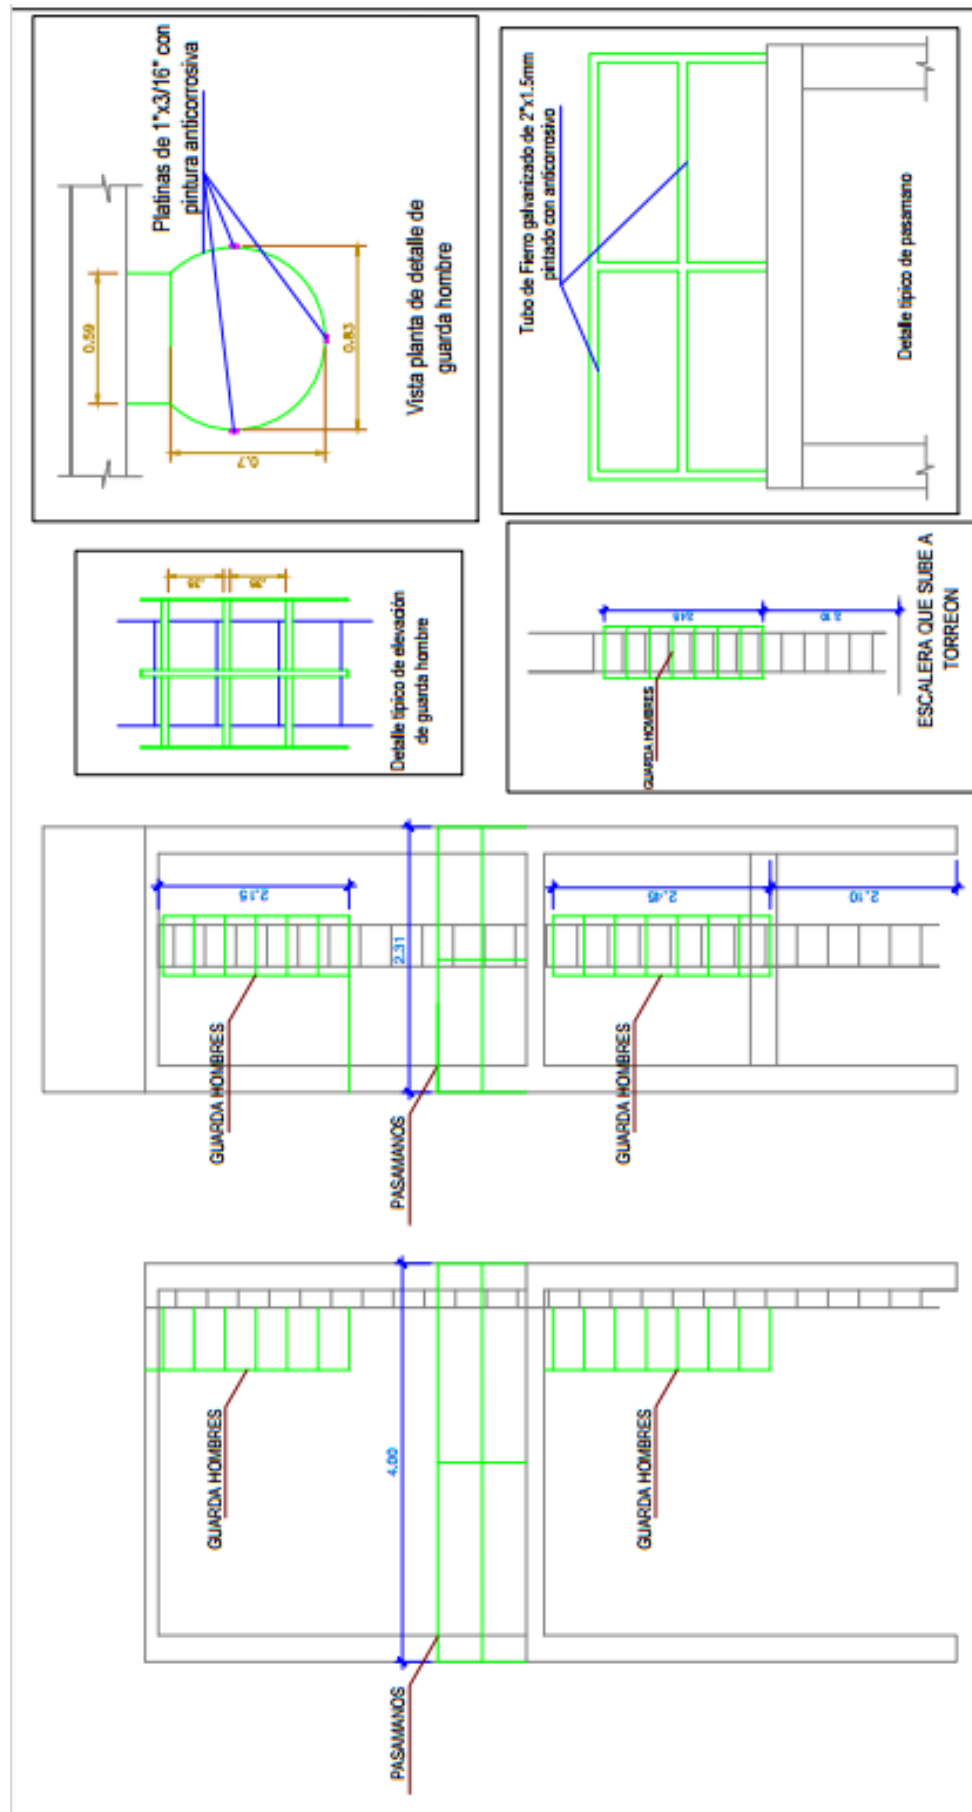 Platinas de 1"x3/16" con
pintura anticorrosiva
0.59
0.7
0.83
Vista planta de detalle de
guarda hombre
Tubo de Fierro galvanizado de 2"x1.5mm
pintado con anticorrosivo
Detalle típico de pasamano
Detalle típico de elevación
de guarda hombre
2.10
GUARDA HOMBRES
ESCALERA QUE SUBE A
TORREON
2.15
2.31
2.45
2.10
GUARDA HOMBRES
PASAMANOS
GUARDA HOMBRES
4.00
GUARDA HOMBRES
GUARDA HOMBRES
PASAMANOS